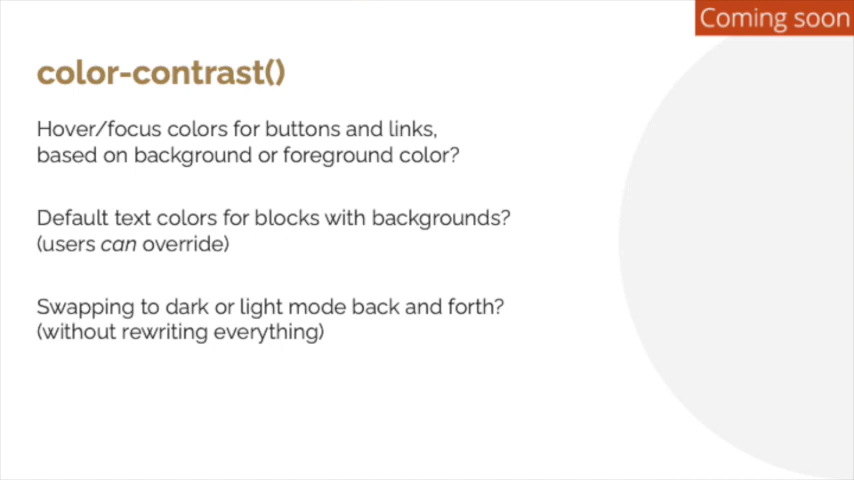 Coming soon
color-contrast()
Hover/focus colors for buttons and links,
based on background or foreground color?
Default text colors for blocks with backgrounds?
(users can override)
Swapping to dark or light mode back and forth?
(without rewriting everything)